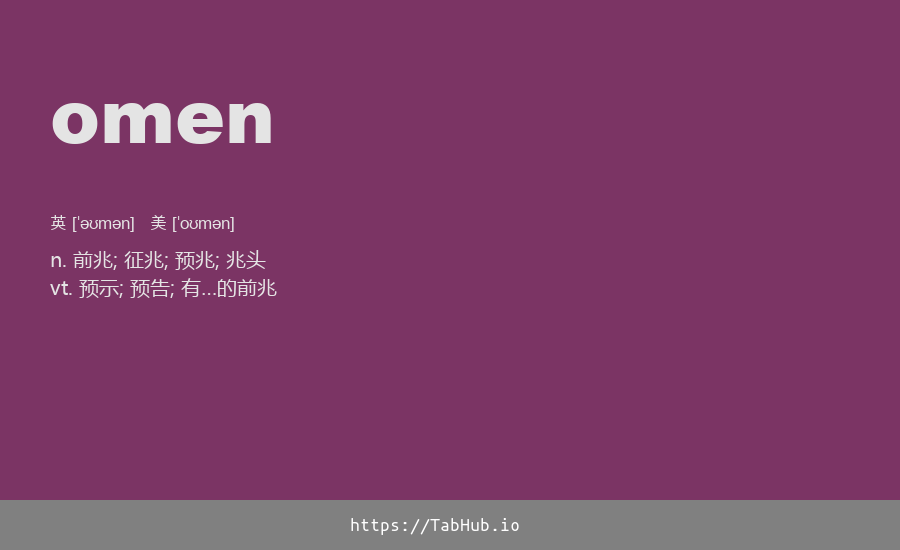 omen
英 [ˈəʊmən] 美 [ˈoʊmən]
n. 前兆; 征兆; 预兆; 兆头
vt. 预示; 预告; 有...的前兆
https://TabHub.io